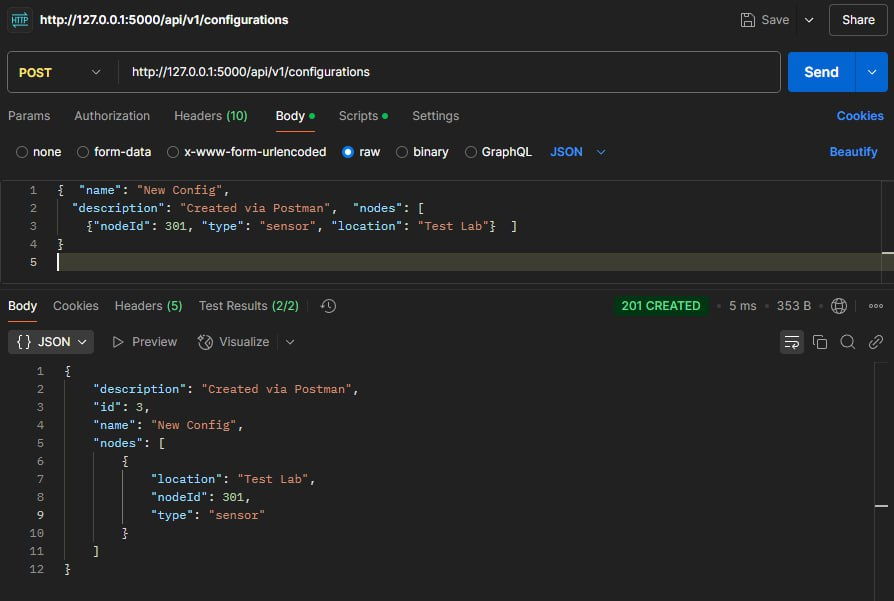 HTTP http://127.0.0.1:5000/api/v1/configurations Save Share
POST http://127.0.0.1:5000/api/v1/configurations Send
Params Authorization Headers (10) Body Scripts Settings Cookies
none form-data x-www-form-urlencoded raw binary GraphQL JSON Beautify
1 { "name": "New Config",
2 "description": "Created via Postman", "nodes": [
3 {"nodeId": 301, "type": "sensor", "location": "Test Lab"} ]
4 }
5
Body Cookies Headers (5) Test Results (2/2) 201 CREATED 5 ms 353 B
{} JSON Preview Visualize
1 {
2 "description": "Created via Postman",
3 "id": 3,
4 "name": "New Config",
5 "nodes": [
6 {
7 "location": "Test Lab",
8 "nodeId": 301,
9 "type": "sensor"
10 }
11 ]
12 }